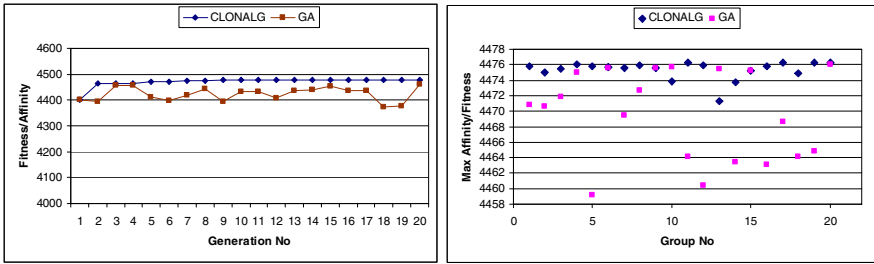 CLONALG GA
4600
4500
4400
4300
4200
4100
4000
Fitness/Affinity
1 2 3 4 5 6 7 8 9 10 11 12 13 14 15 16 17 18 19 20
Generation No
CLONALG GA
4478
4476
4474
4472
4470
4468
4466
4464
4462
4460
4458
Max Affinity/Fitness
0 5 10 15 20
Group No